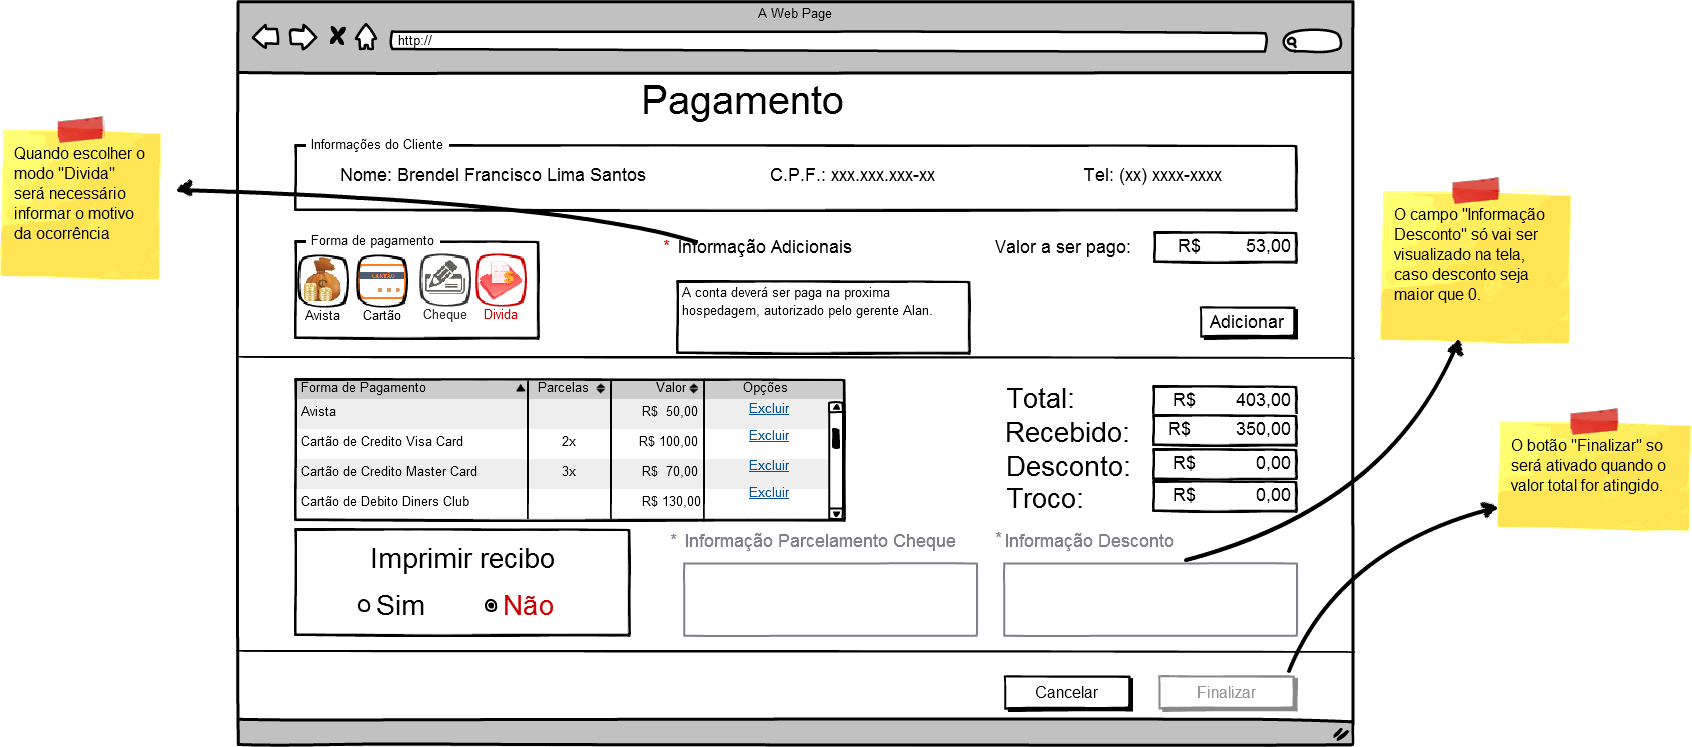 A Web Page
http://
Pagamento
Quando escolher o
modo "Divida"
será necessário
informar o motivo
da ocorrência
Informações do Cliente
Nome: Brendel Francisco Lima Santos
C.P.F.: xxx.xxx.xxx-xx
Tel: (xx) xxxx-xxxx
O campo "Informação
Desconto" só vai ser
visualizado na tela,
caso desconto seja
maior que 0.
Forma de pagamento
CARTÃO
Avista
Cartão
Cheque
Divida
* Informação Adicionais
A conta deverá ser paga na proxima
hospedagem, autorizado pelo gerente Alan.
Valor a ser pago:
R$ 53,00
Adicionar
Forma de Pagamento Parcelas Valor Opções
Avista R$ 50,00 Excluir
Cartão de Credito Visa Card 2x R$ 100,00 Excluir
Cartão de Credito Master Card 3x R$ 70,00 Excluir
Cartão de Debito Diners Club R$ 130,00 Excluir
Total: R$ 403,00
Recebido: R$ 350,00
Desconto: R$ 0,00
Troco: R$ 0,00
O botão "Finalizar" so
será ativado quando o
valor total for atingido.
Imprimir recibo
Sim
Não
* Informação Parcelamento Cheque
* Informação Desconto
Cancelar
Finalizar